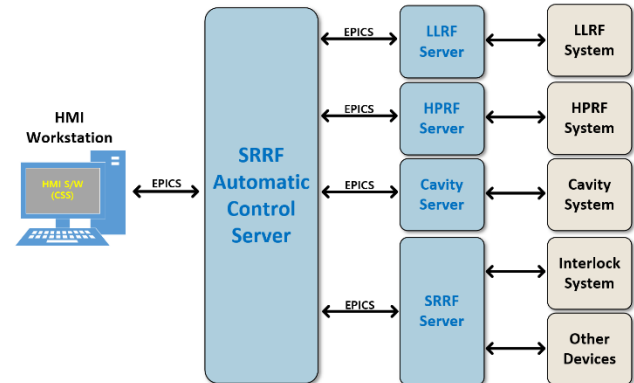 HMI
Workstation
HMI S/W
(CSS)
EPICS
SRRF
Automatic
Control
Server
EPICS
LLRF
Server
LLRF
System
EPICS
HPRF
Server
HPRF
System
EPICS
Cavity
Server
Cavity
System
EPICS
SRRF
Server
Interlock
System
Other
Devices